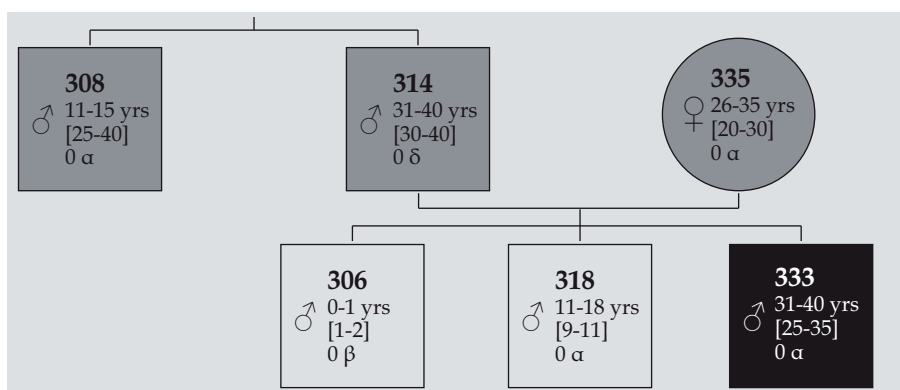 308
♂ 11-15 yrs
[25-40]
0 α
314
♂ 31-40 yrs
[30-40]
0 δ
335
♀ 26-35 yrs
[20-30]
0 α
306
♂ 0-1 yrs
[1-2]
0 β
318
♂ 11-18 yrs
[9-11]
0 α
333
♂ 31-40 yrs
[25-35]
0 α